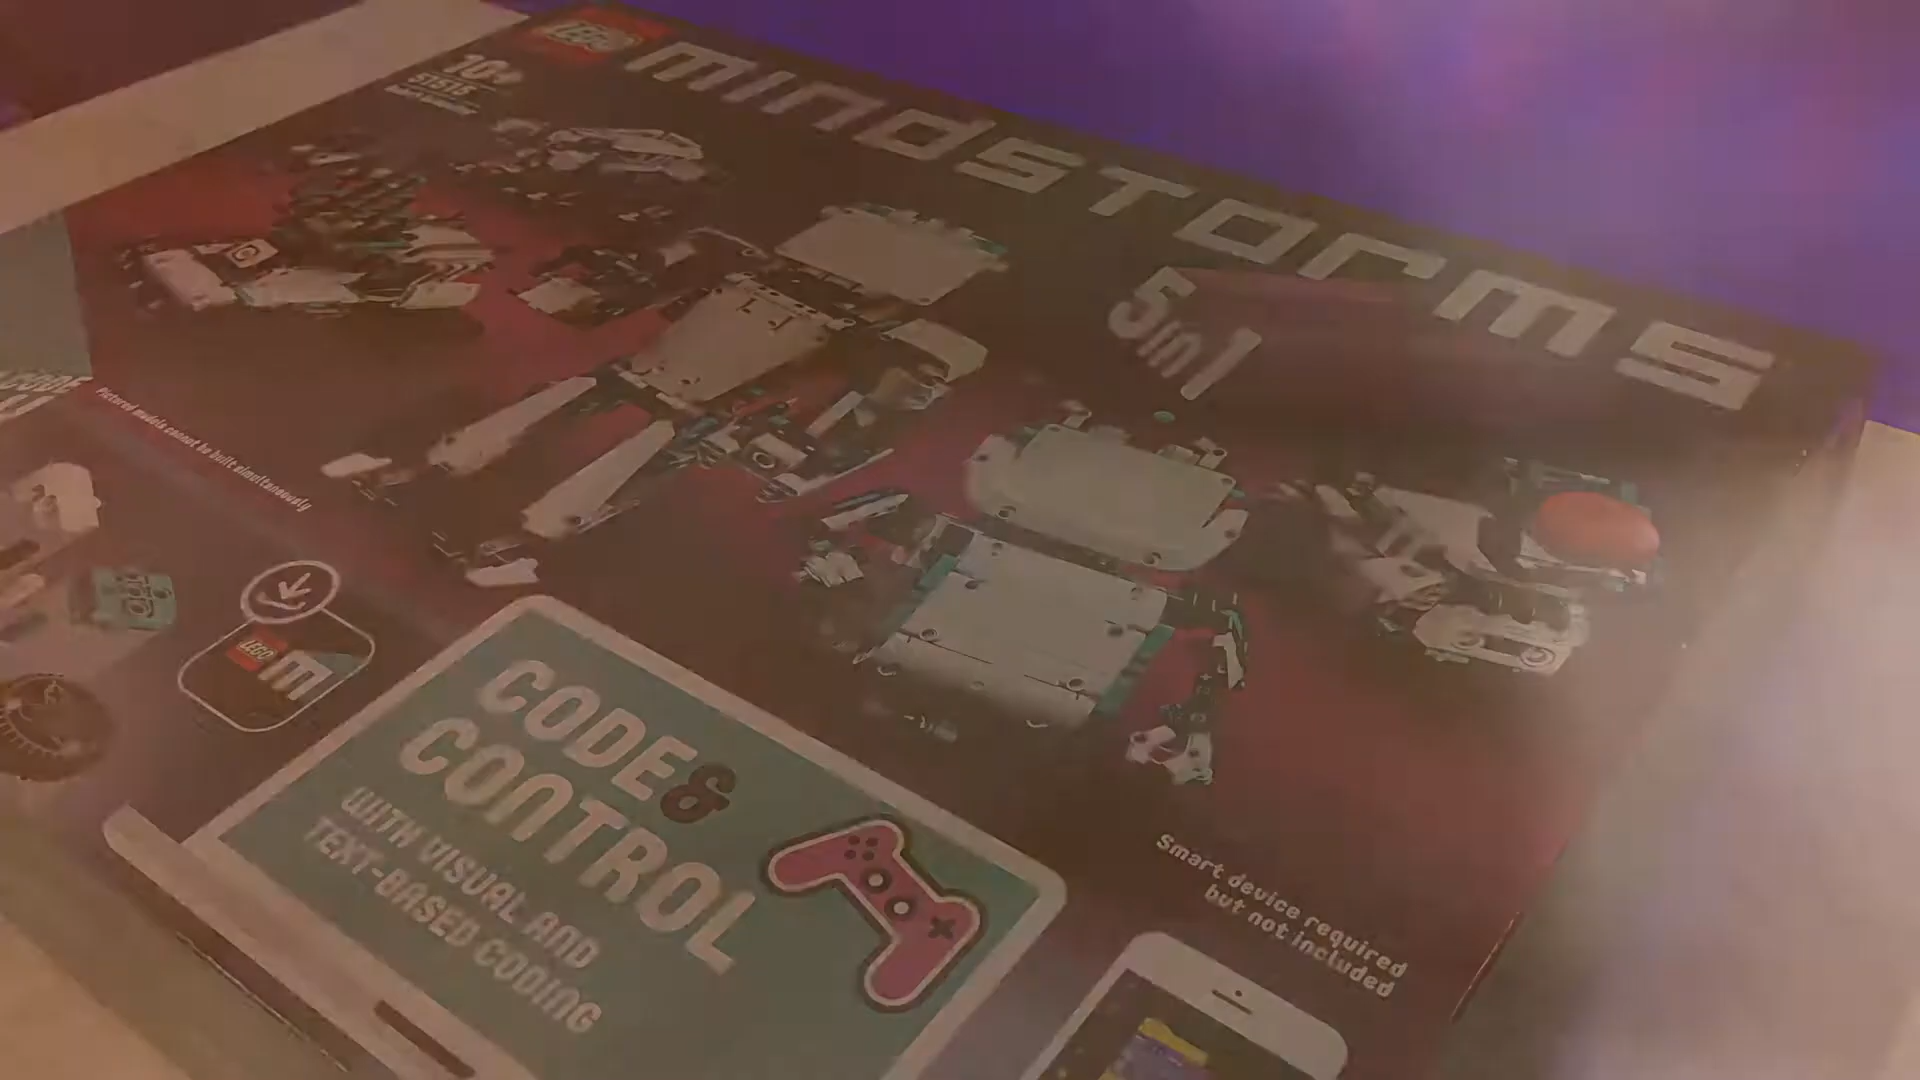 LEGO
MINDSTORMS
10+
51515
5in1
Pictured models cannot be built simultaneously
LEGO
m
CODE &
CONTROL
WITH VISUAL AND
TEXT-BASED CODING
Smart device required
but not included